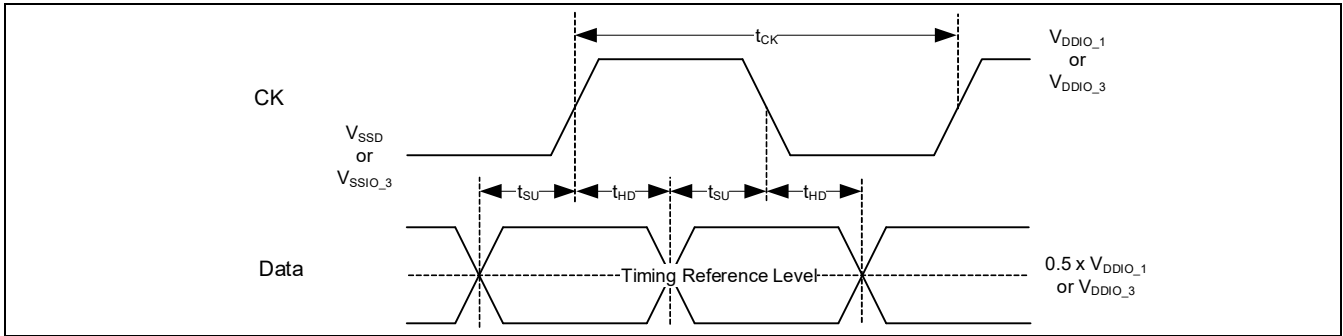 tCK
VDDIO_1
or
VDDIO_3
CK
VSSD
or
VSSIO_3
tSU tHD tSU tHD
Data
Timing Reference Level
0.5 x VDDIO_1
or VDDIO_3